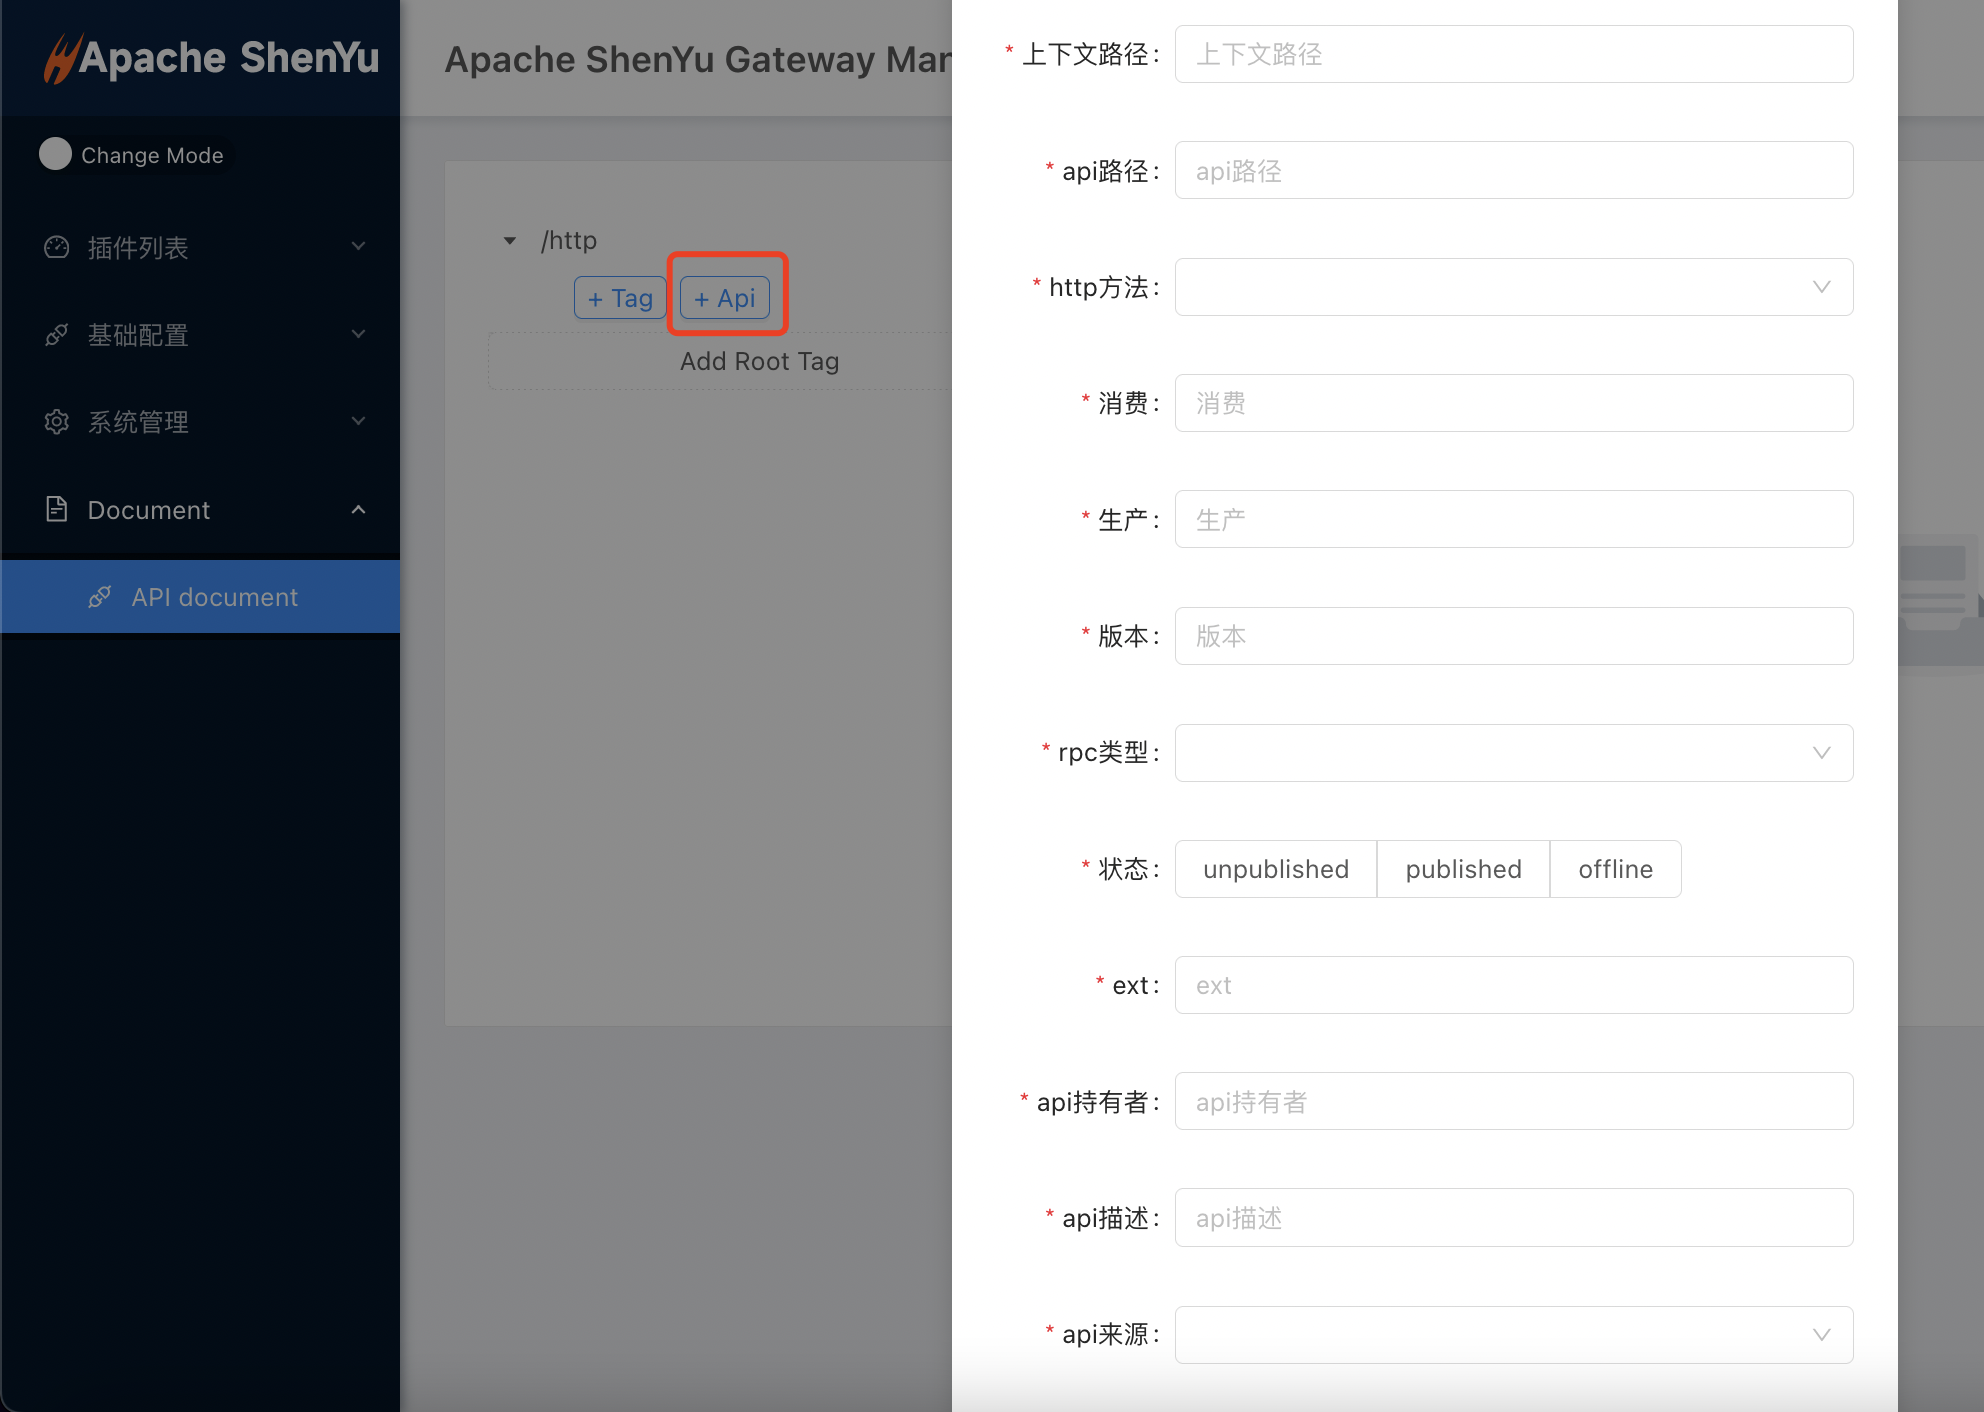 Apache ShenYu
Change Mode
插件列表
基础配置
系统管理
Document
API document
Apache ShenYu Gateway Man
/http
+ Tag
+ Api
Add Root Tag
* 上下文路径: 上下文路径
* api路径: api路径
* http方法:
* 消费: 消费
* 生产: 生产
* 版本: 版本
* rpc类型:
* 状态: unpublished published offline
* ext: ext
* api持有者: api持有者
* api描述: api描述
* api来源: